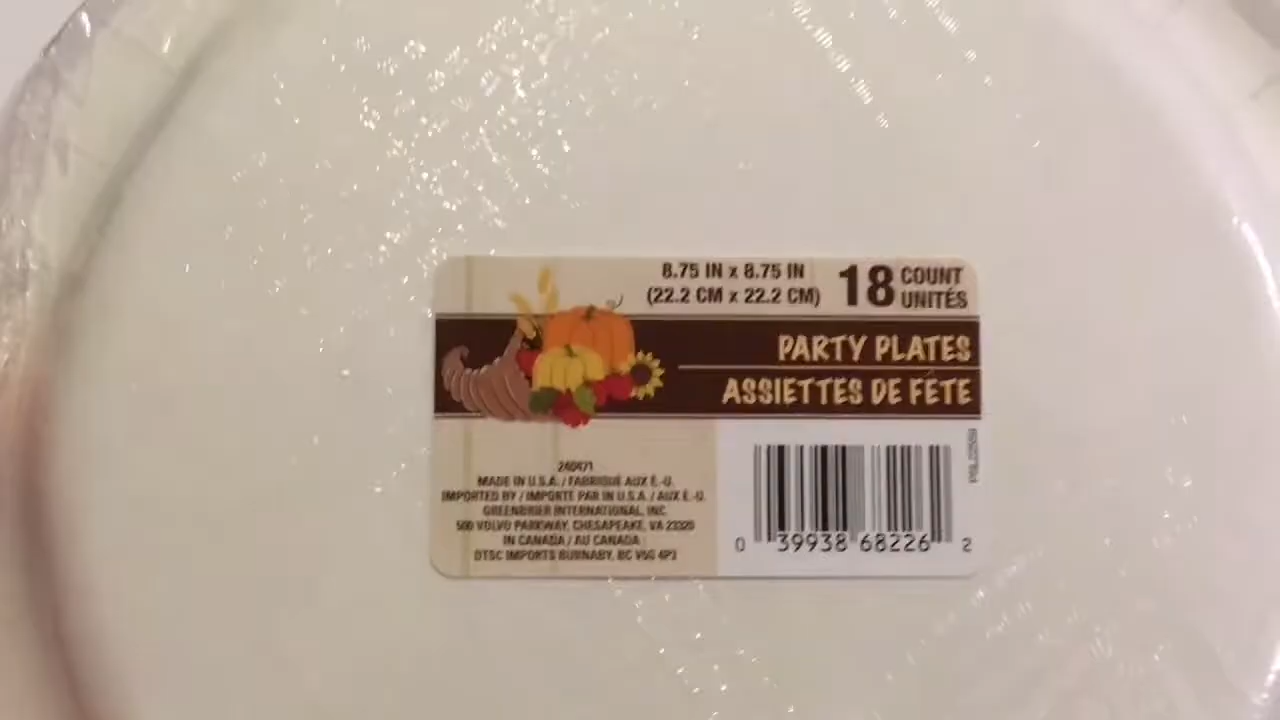 8.75 IN x 8.75 IN
(22.2 CM x 22.2 CM)
18 COUNT
UNITÉS
PARTY PLATES
ASSIETTES DE FÊTE
240471
MADE IN U.S.A. / FABRIQUÉ AUX É.-U.
IMPORTED BY / IMPORTÉ PAR IN U.S.A. / AUX É.-U.
GREENBRIER INTERNATIONAL, INC.
500 VOLVO PARKWAY, CHESAPEAKE, VA 23320
IN CANADA / AU CANADA :
DTSC IMPORTS BURNABY, BC V5G 4P3
0 39938 68226 2